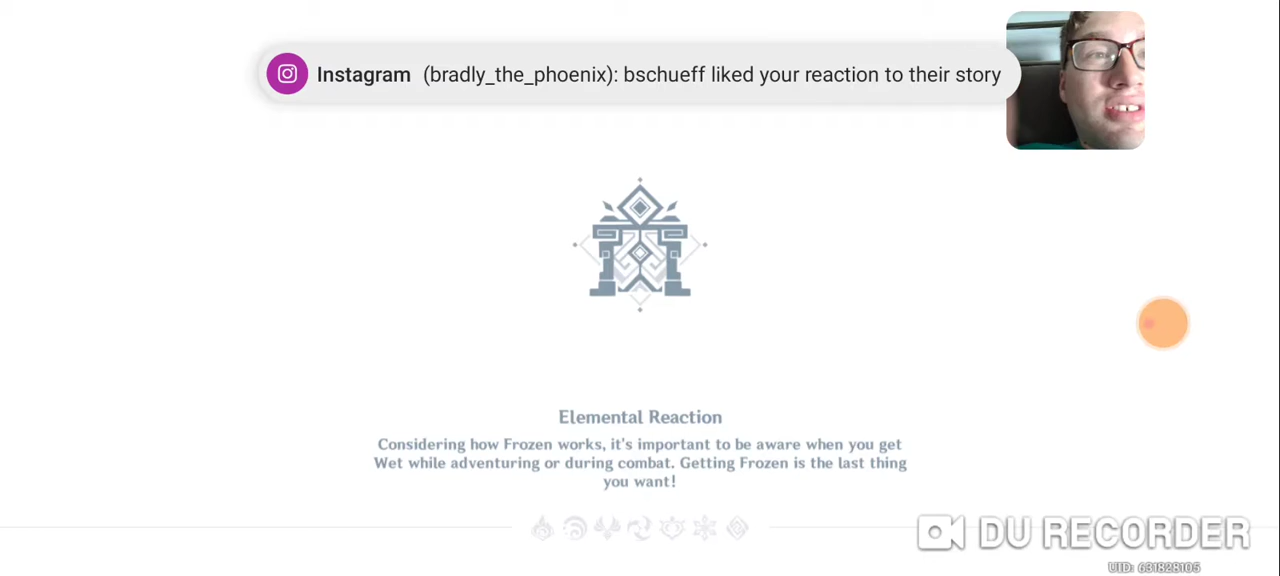 Instagram (bradly_the_phoenix): bschueff liked your reaction to their story
Elemental Reaction
Considering how Frozen works, it's important to be aware when you get
Wet while adventuring or during combat. Getting Frozen is the last thing
you want!
DU RECORDER
UID: 631828105